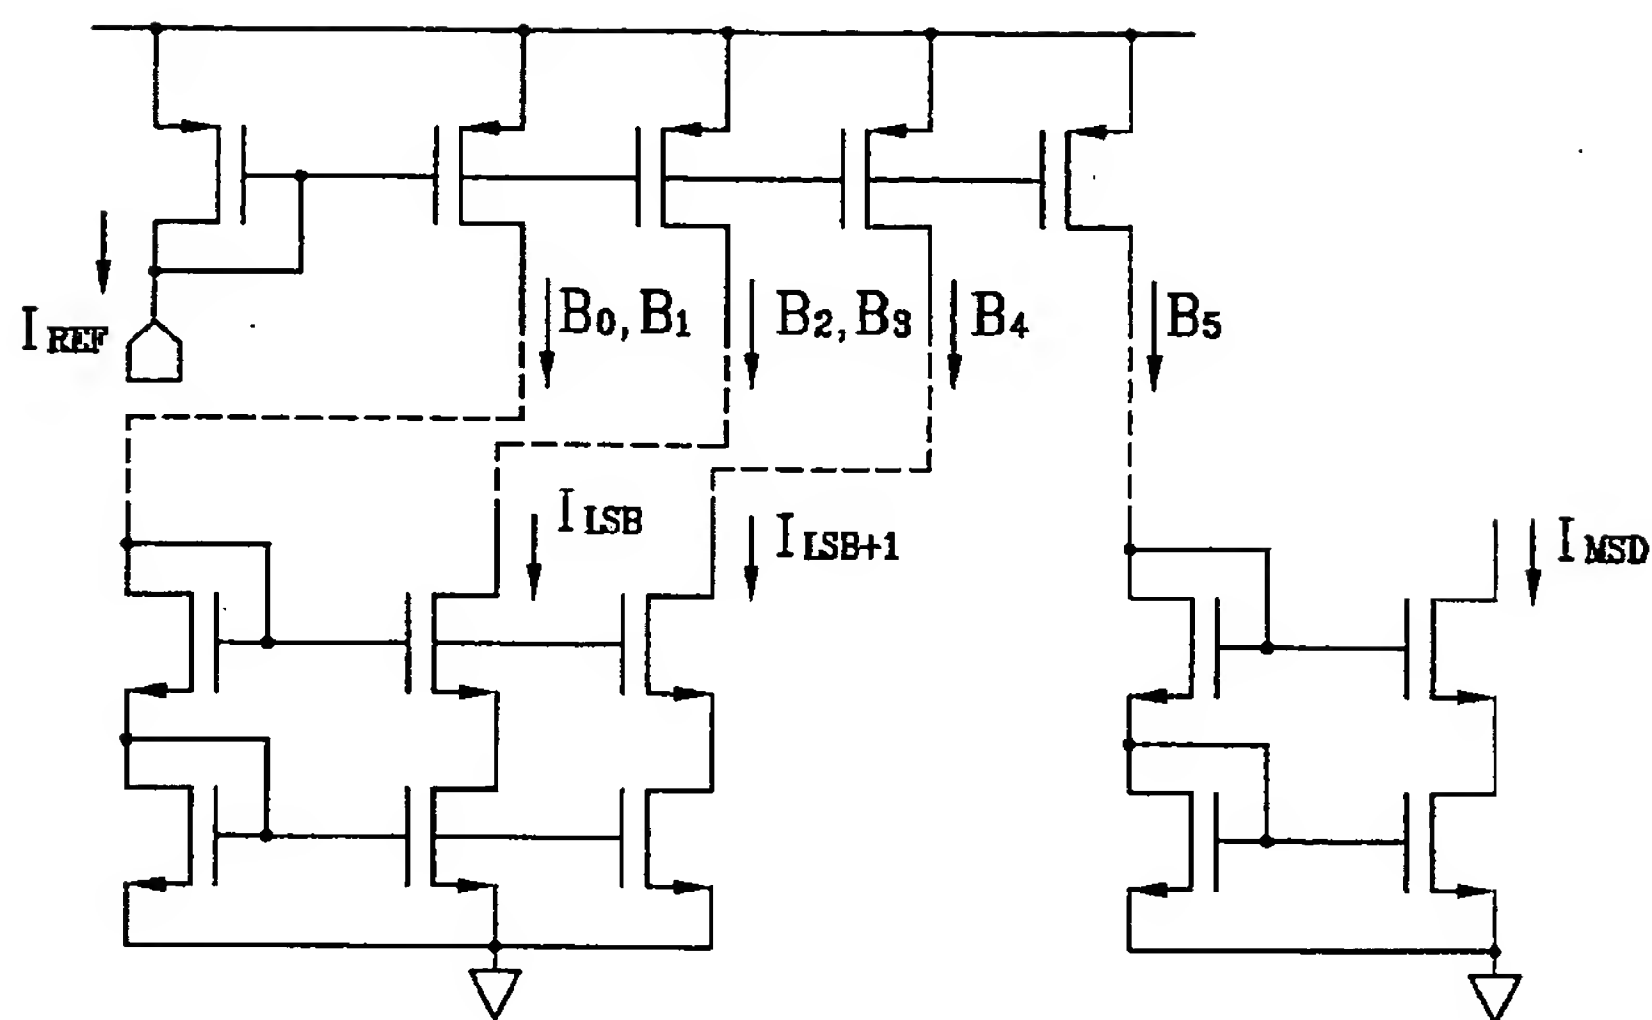 I REF
B0, B1
B2, B3
B4
B5
I LSB
I LSB+1
I MSD